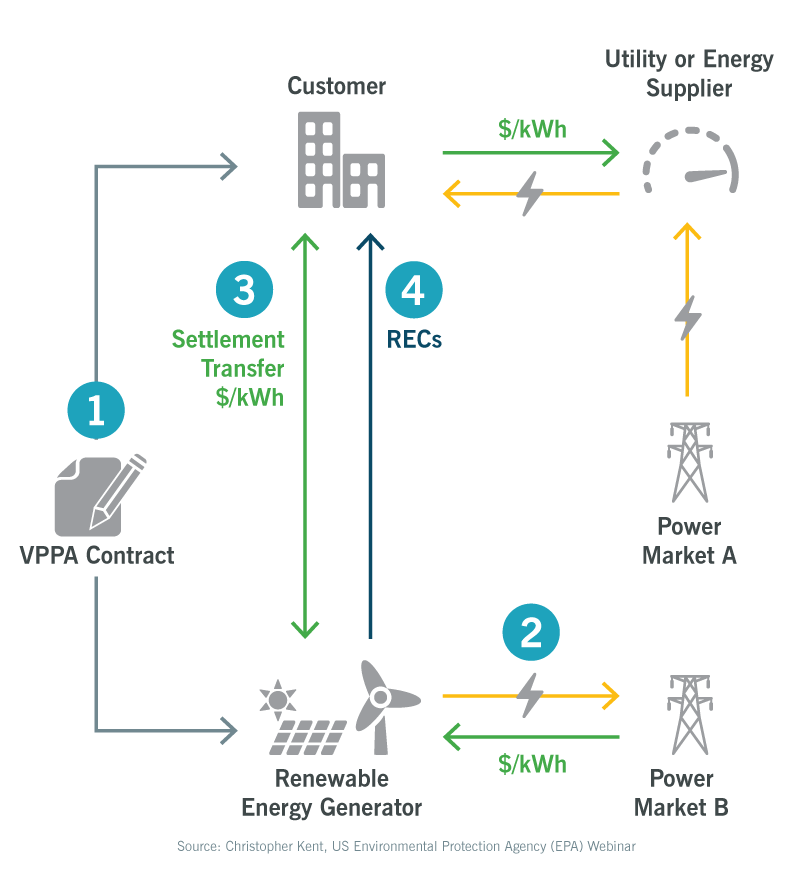 Customer
Utility or Energy
Supplier
$/kWh
3
4
Settlement
Transfer
$/kWh
RECs
1
VPPA Contract
Power
Market A
2
$/kWh
Renewable
Energy Generator
Power
Market B
Source: Christopher Kent, US Environmental Protection Agency (EPA) Webinar